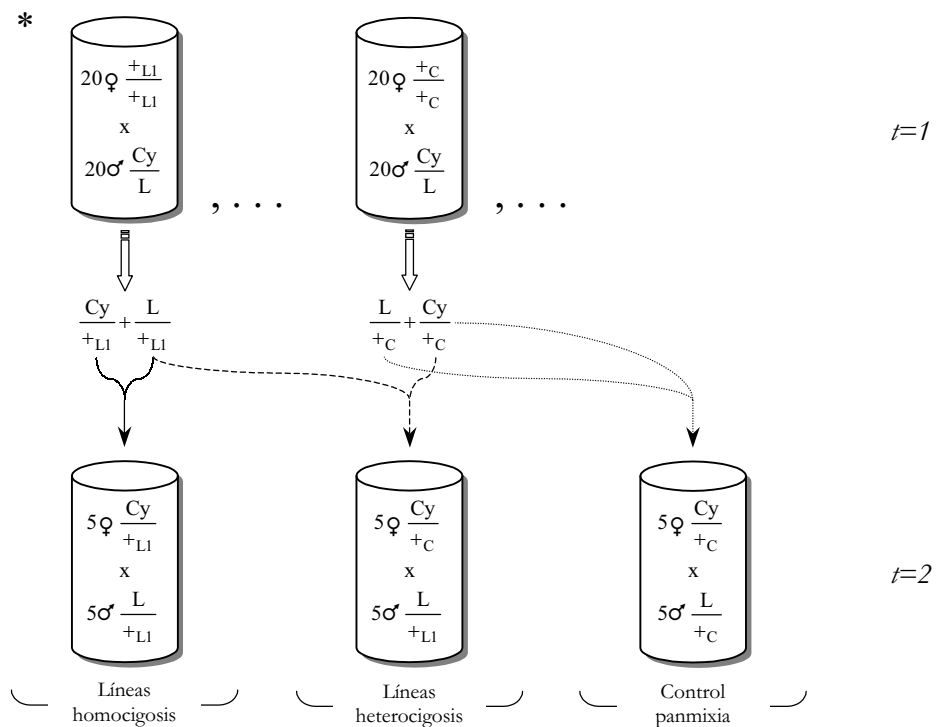 *
20♀ +L1/+L1
x
20♂ Cy/L
, . . .
20♀ +C/+C
x
20♂ Cy/L
, . . .
t=1
Cy/+L1 + L/+L1
L/+C + Cy/+C
5♀ Cy/+L1
x
5♂ L/+L1
5♀ Cy/+C
x
5♂ L/+L1
5♀ Cy/+C
x
5♂ L/+C
t=2
Líneas
homocigosis
Líneas
heterocigosis
Control
panmixia